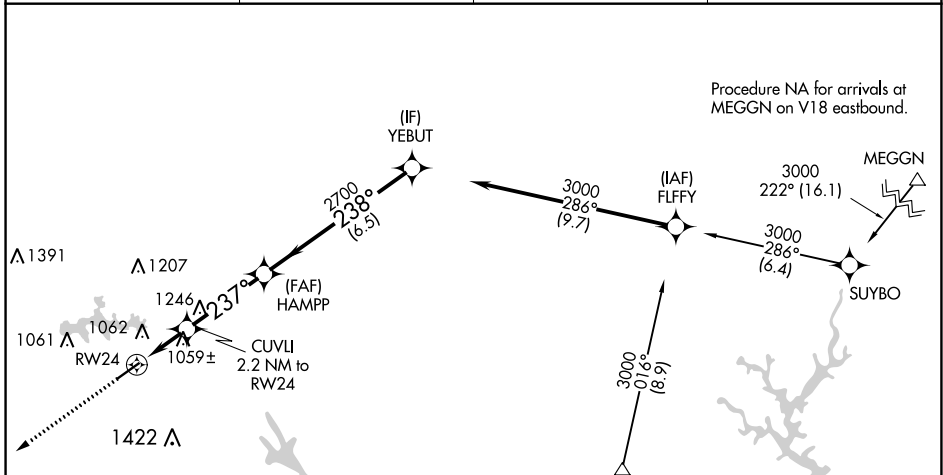 Procedure NA for arrivals at
MEGGN on V18 eastbound.
(IF)
YEBUT
MEGGN
3000
222° (16.1)
(IAF)
FLFFY
3000
286°
(9.7)
3000
286°
(6.4)
SUYBO
2700
238°
(6.5)
1391
1207
(FAF)
HAMPP
237°
1246
1062
1061
1059±
RW24
CUVLI
2.2 NM to
RW24
3000
016°
(8.9)
1422